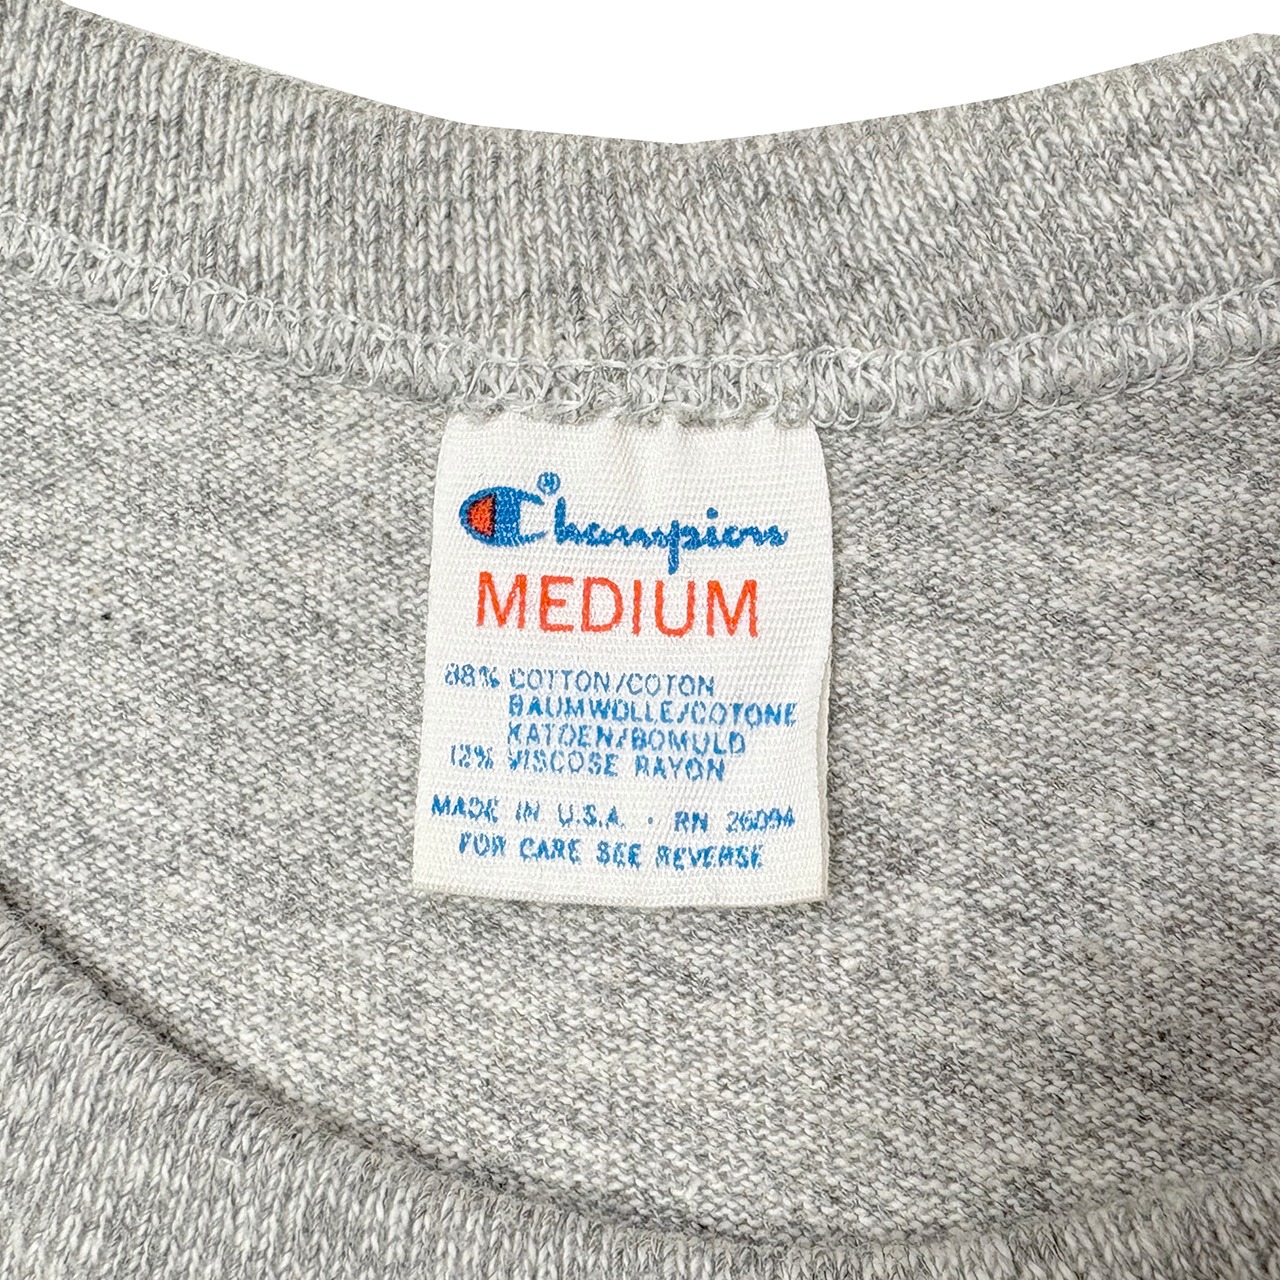 Champion®
MEDIUM
88% COTTON/COTON
BAUMWOLLE/COTONE
KATOEN/BOMULD
12% VISCOSE RAYON
MADE IN U.S.A. · RN 26094
FOR CARE SEE REVERSE